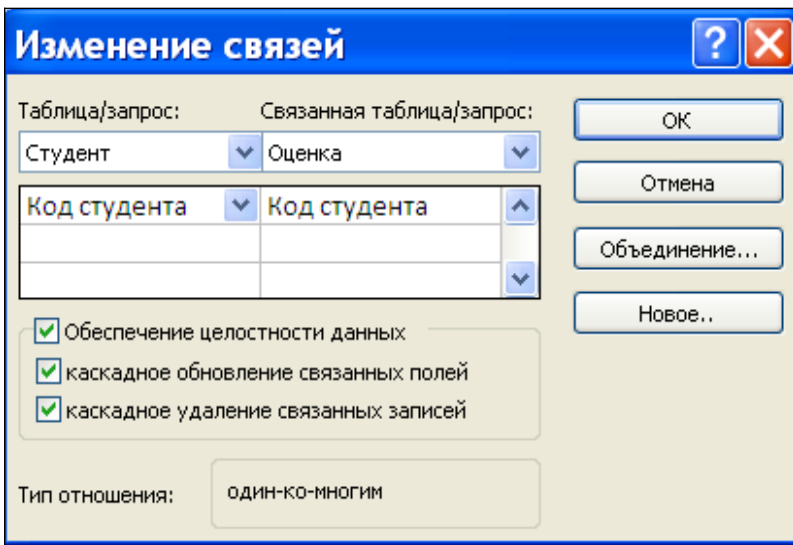 Изменение связей
Таблица/запрос: Связанная таблица/запрос:
Студент Оценка
Код студента Код студента
Обеспечение целостности данных
каскадное обновление связанных полей
каскадное удаление связанных записей
Тип отношения: один-ко-многим
ОК
Отмена
Объединение...
Новое..